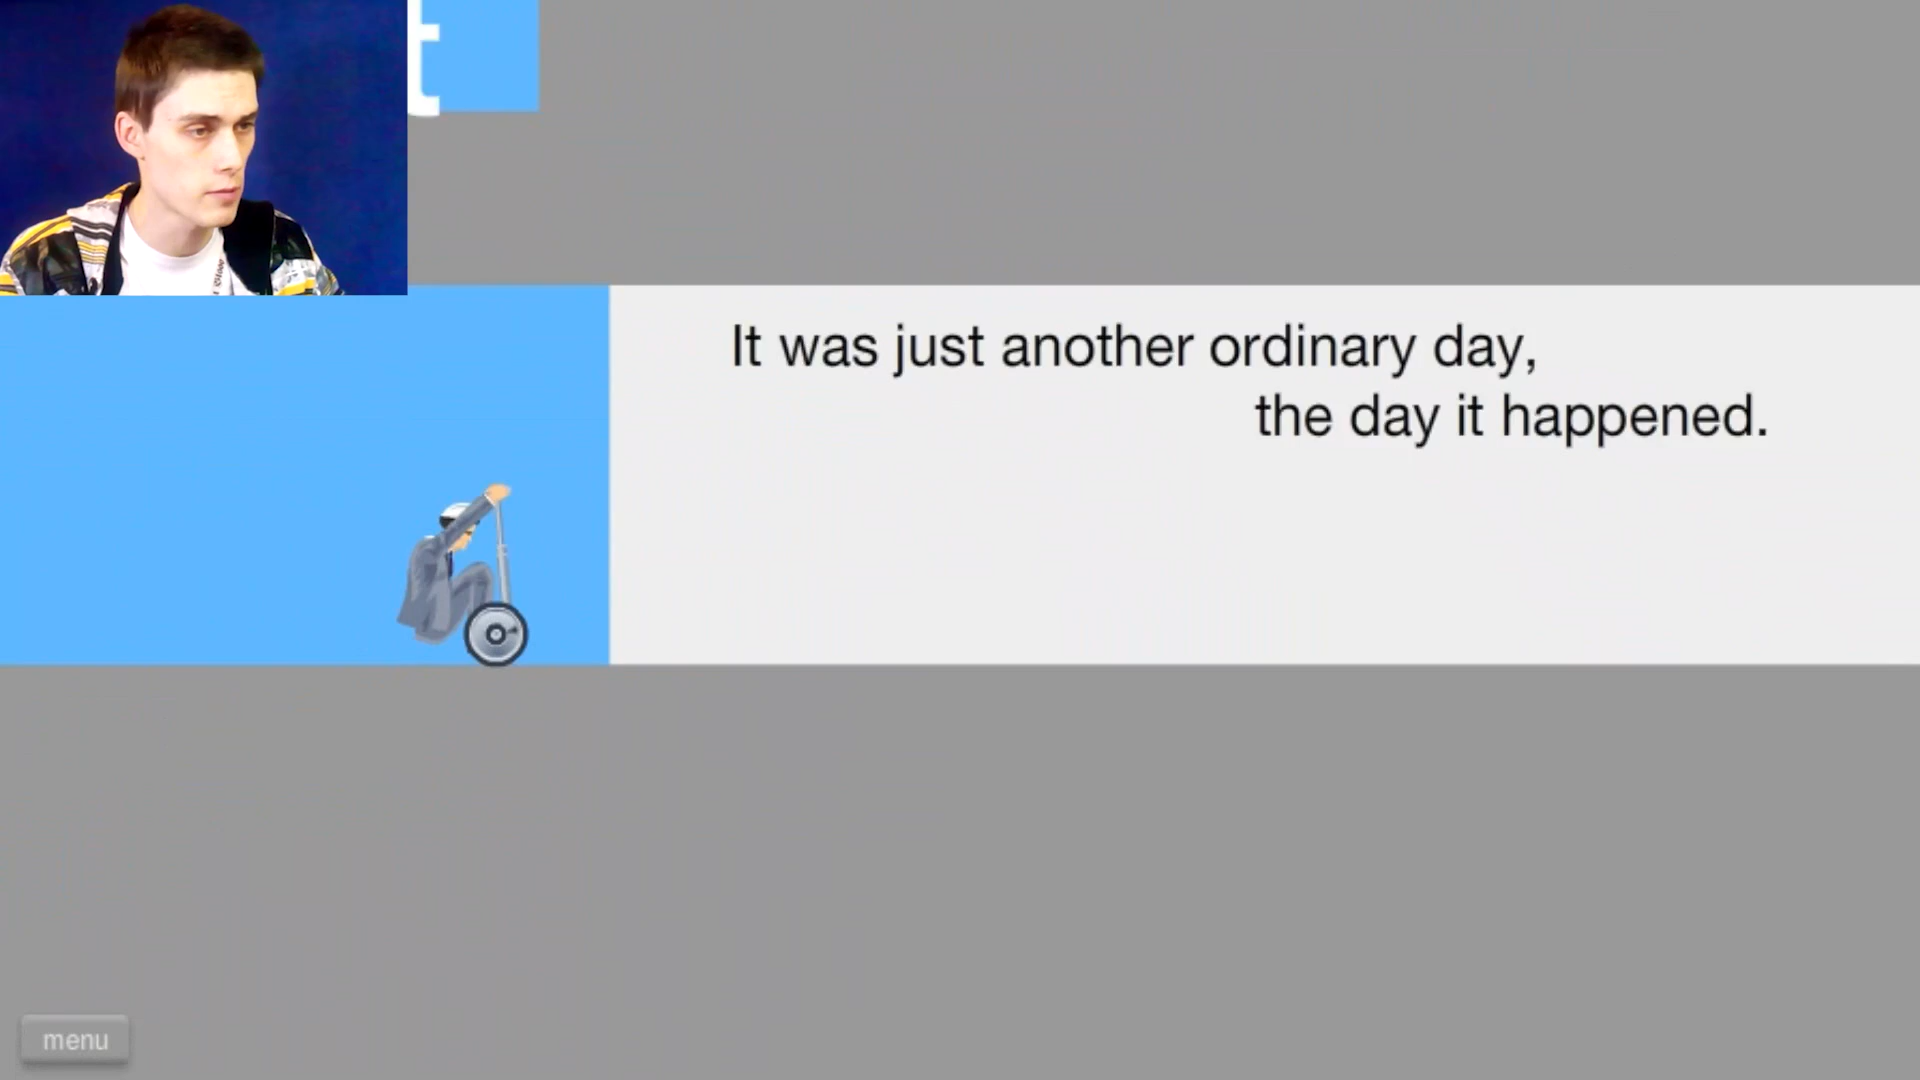 t
It was just another ordinary day,
the day it happened.
menu